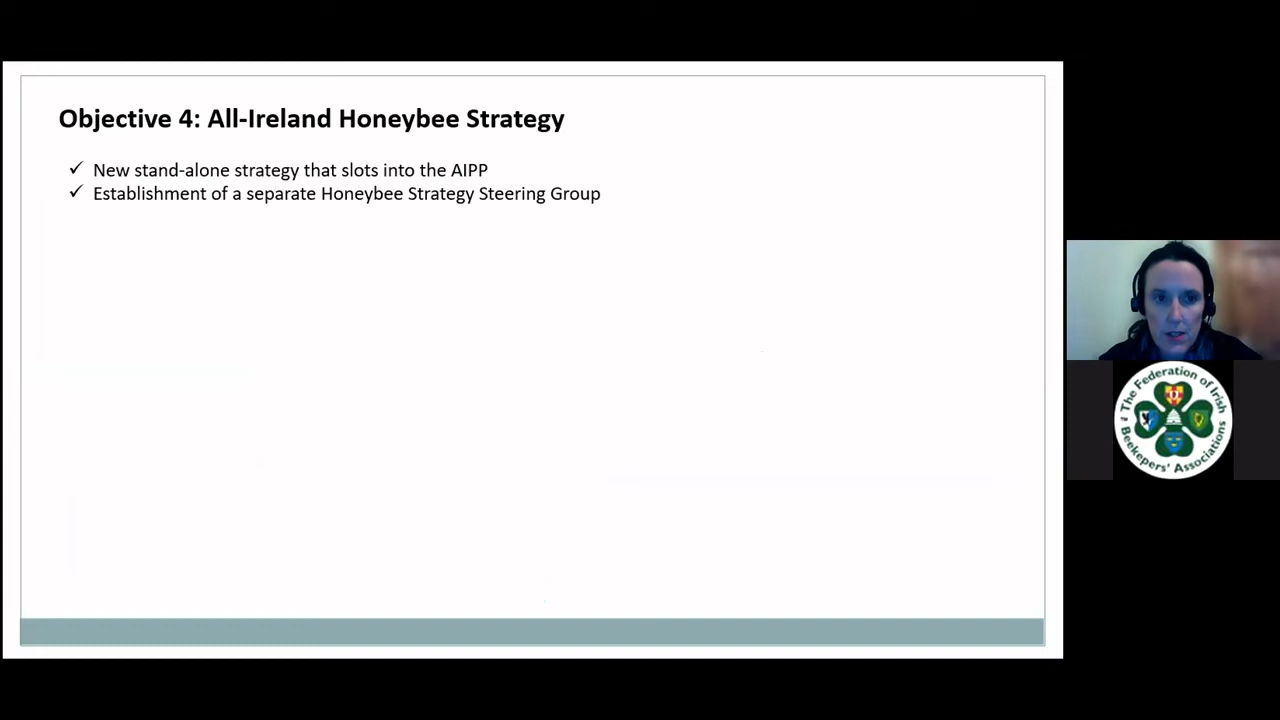 Objective 4: All-Ireland Honeybee Strategy
✓ New stand-alone strategy that slots into the AIPP
✓ Establishment of a separate Honeybee Strategy Steering Group
The Federation of Irish
Beekepers' Associations